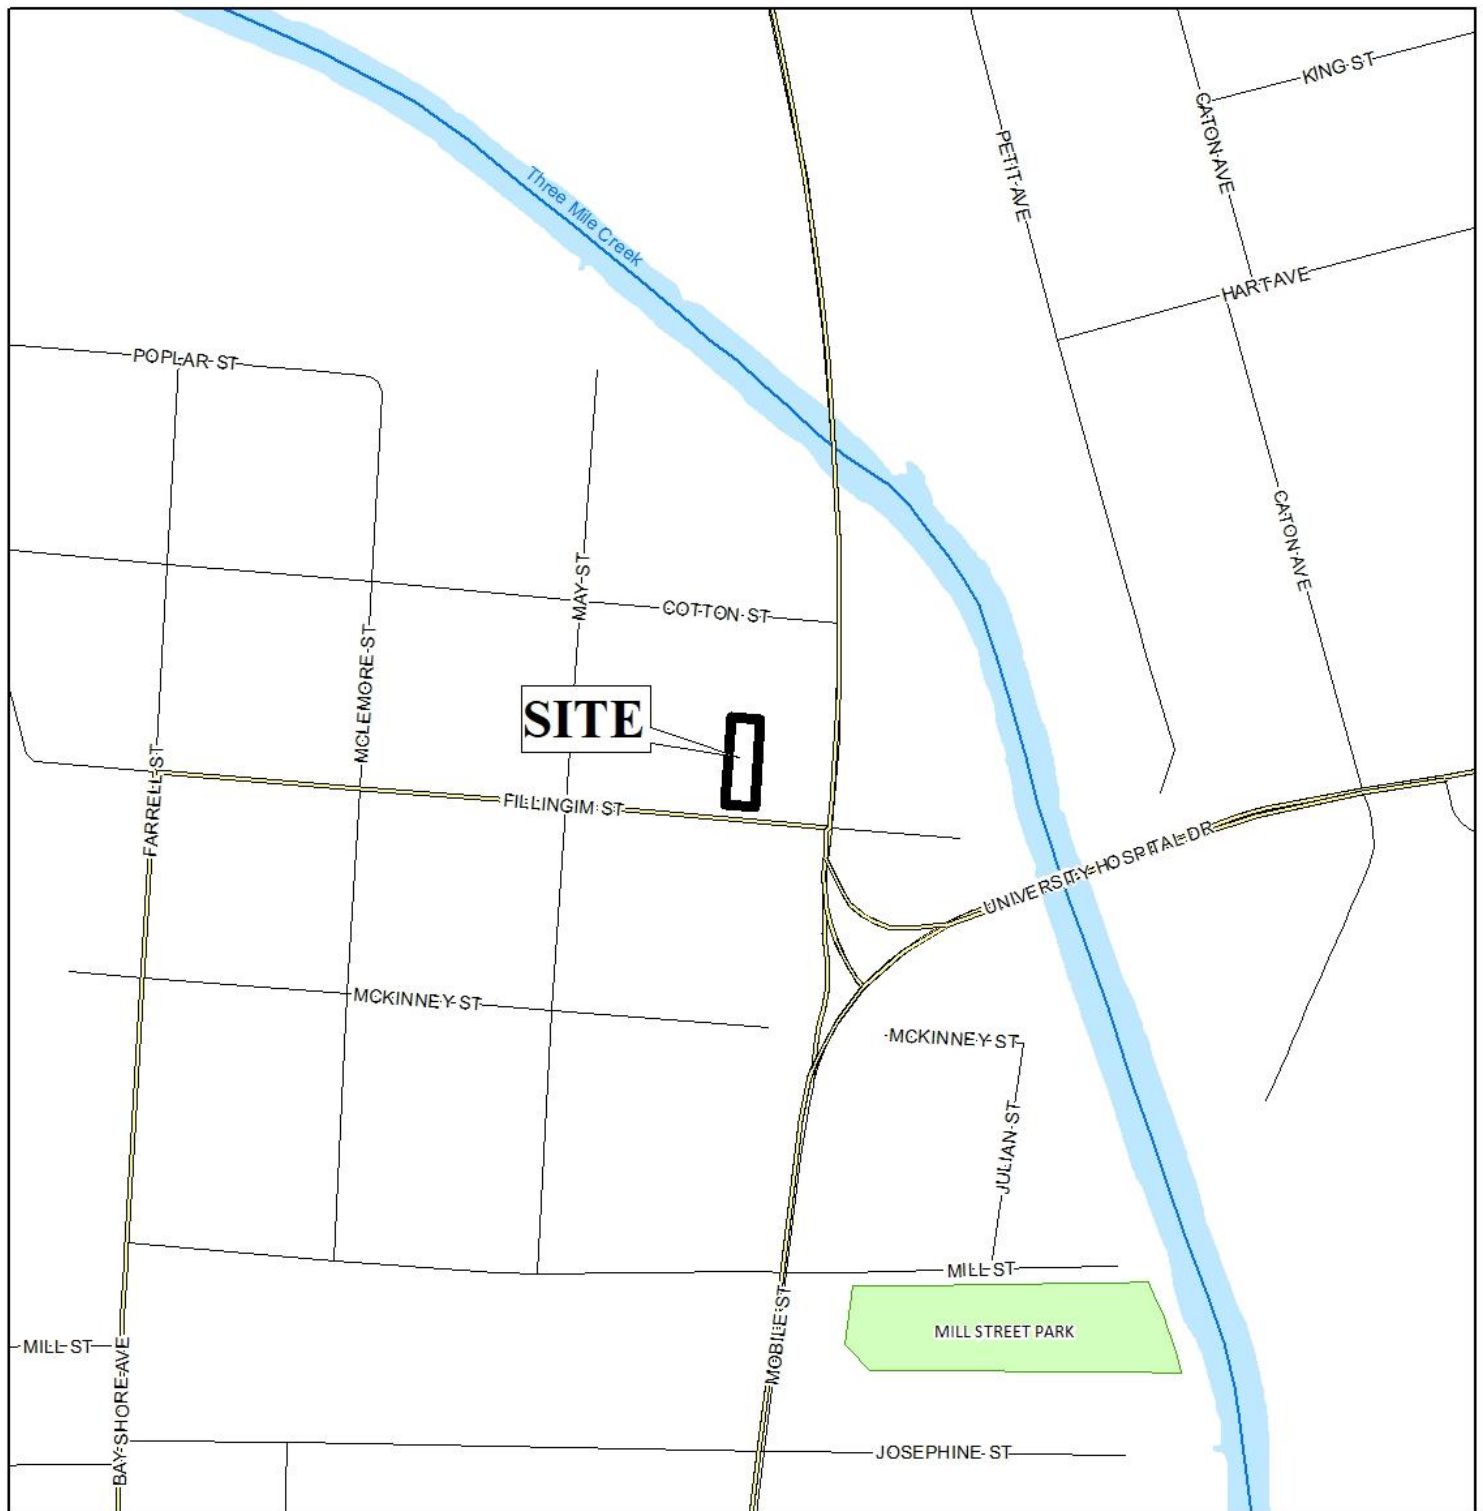 KING ST
CATON AVE
PETIT AVE
Three Mile Creek
HART AVE
POPLAR ST
CATON AVE
MAY ST
COTTON ST
MCLEMORE ST
SITE
FARRELL ST
FILLINGIM ST
UNIVERSITY HOSPITAL DR
MCKINNEY ST
MCKINNEY ST
JULIAN ST
MILL ST
MOBILE ST
MILL STREET PARK
MILL ST
BAY SHORE AVE
JOSEPHINE ST